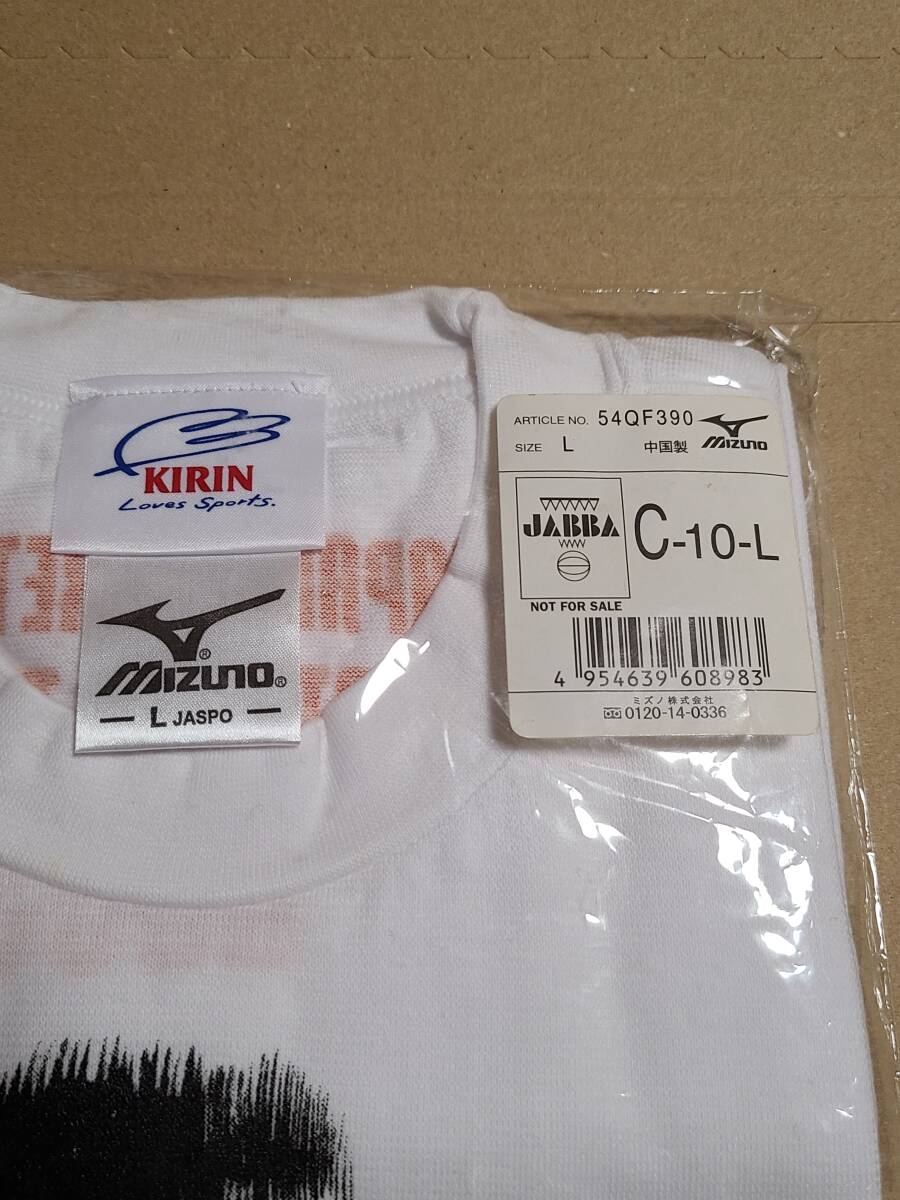 KIRIN
Loves Sports.
Mizuno®
L JASPO
ARTICLE NO. 54QF390
Mizuno
SIZE L 中国製
JABBA
C-10-L
NOT FOR SALE
4 954639 608983
ミズノ株式会社
0120-14-0336